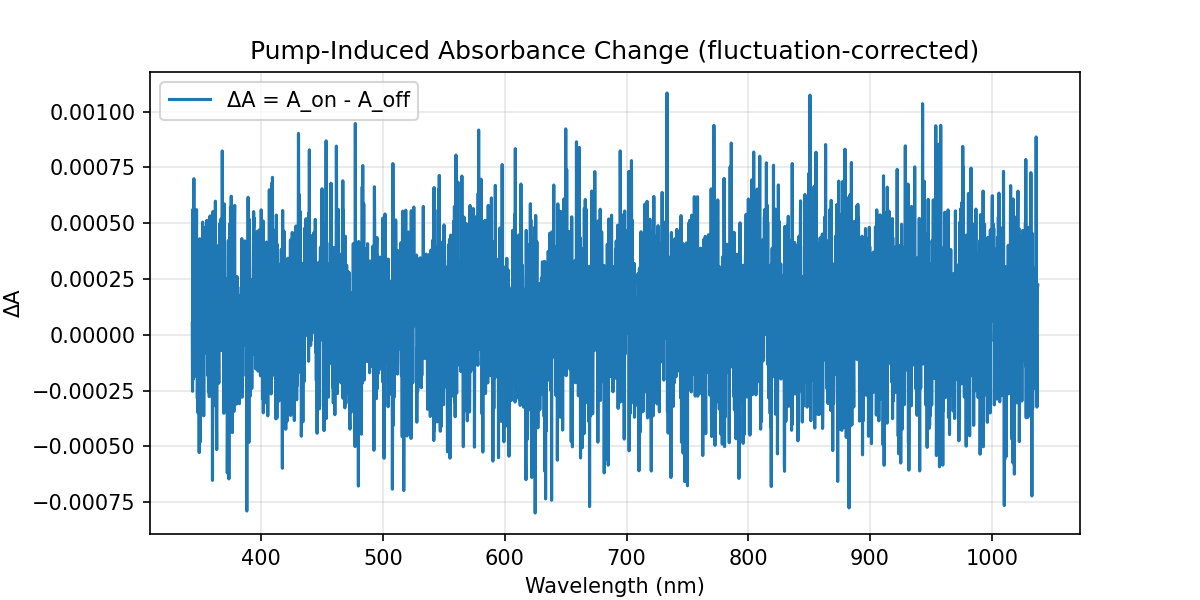 Pump-Induced Absorbance Change (fluctuation-corrected)
ΔA = A_on - A_off
0.00100
0.00075
0.00050
0.00025
0.00000
−0.00025
−0.00050
−0.00075
ΔA
400 500 600 700 800 900 1000
Wavelength (nm)